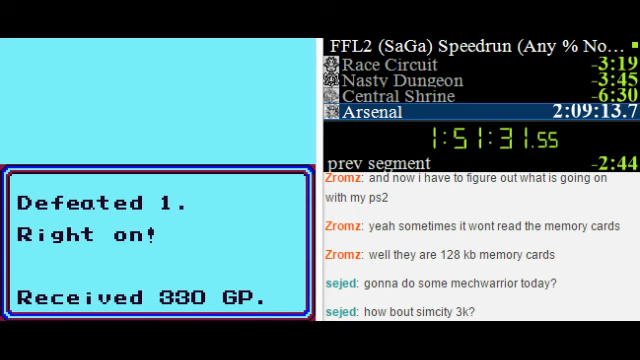 FFL2 (SaGa) Speedrun (Any % No...
Race Circuit -3:19
Nasty Dungeon -3:45
Central Shrine -6:30
Arsenal 2:09:13.7
1:51:31.55
prev segment -2:44
Defeated 1.
Right on!
Received 330 GP.
Zromz: and now i have to figure out what is going on
with my ps2
Zromz: yeah sometimes it wont read the memory cards
Zromz: well they are 128 kb memory cards
sejed: gonna do some mechwarrior today?
sejed: how bout simcity 3k?